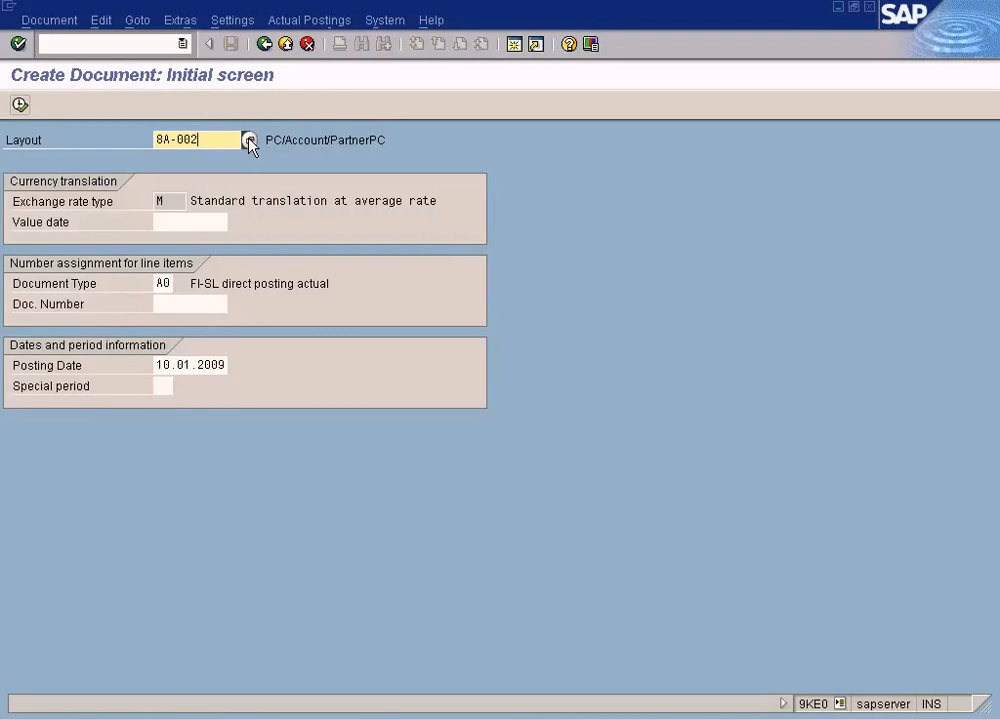 Document Edit Goto Extras Settings Actual Postings System Help
SAP
Create Document: Initial screen
Layout 8A-002 PC/Account/PartnerPC
Currency translation
Exchange rate type M Standard translation at average rate
Value date
Number assignment for line items
Document Type A0 FI-SL direct posting actual
Doc. Number
Dates and period information
Posting Date 10.01.2009
Special period
9KE0 sapserver INS